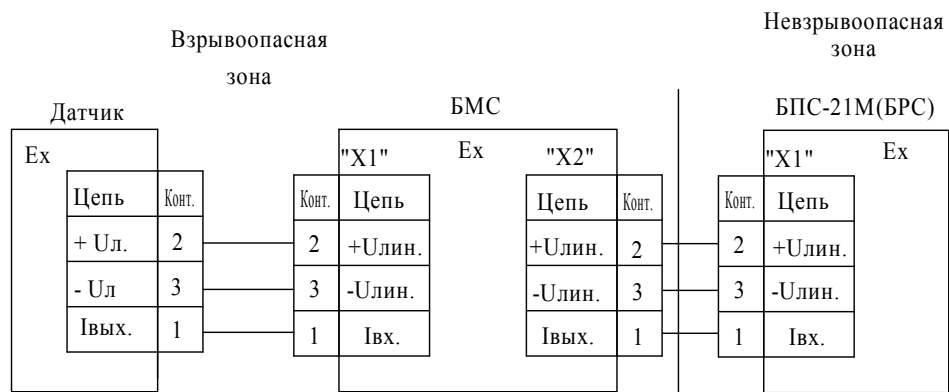 Взрывоопасная
зона
Невзрывоопасная
зона
Датчик
Ex
Цепь Конт.
+ Uл. 2
- Uл 3
Iвых. 1
БМС
Ex
"X1"
Конт. Цепь
2 +Uлин.
3 -Uлин.
1 Iвх.
"X2"
Цепь Конт.
+Uлин. 2
-Uлин. 3
Iвых. 1
БПС-21М(БРС)
"X1" Ex
Конт. Цепь
2 +Uлин.
3 -Uлин.
1 Iвх.